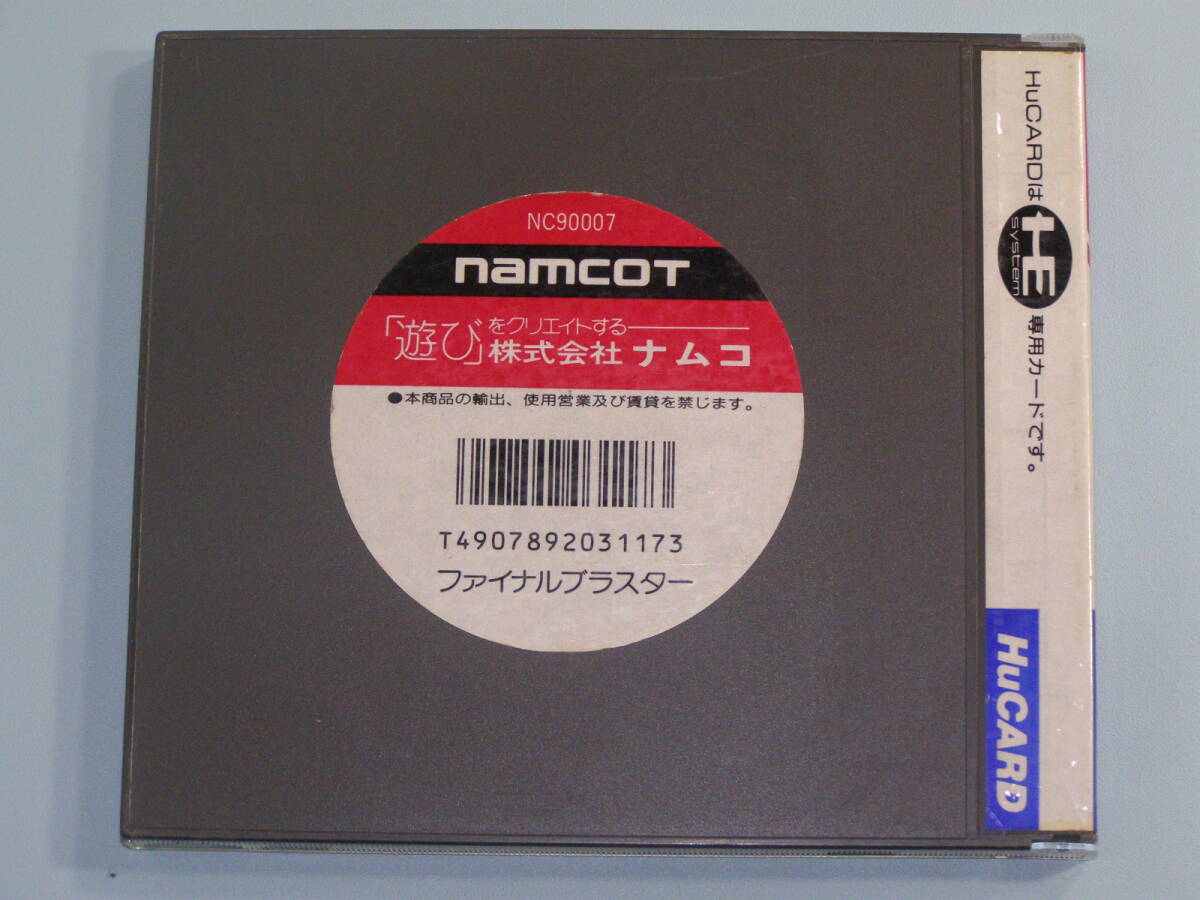 NC90007
namcoT
「遊び」をクリエイトする
株式会社 ナムコ
●本商品の輸出、使用営業及び賃貸を禁じます。
T4907892031173
ファイナルブラスター
HuCARDは HE system 専用カードです。
HuCARD